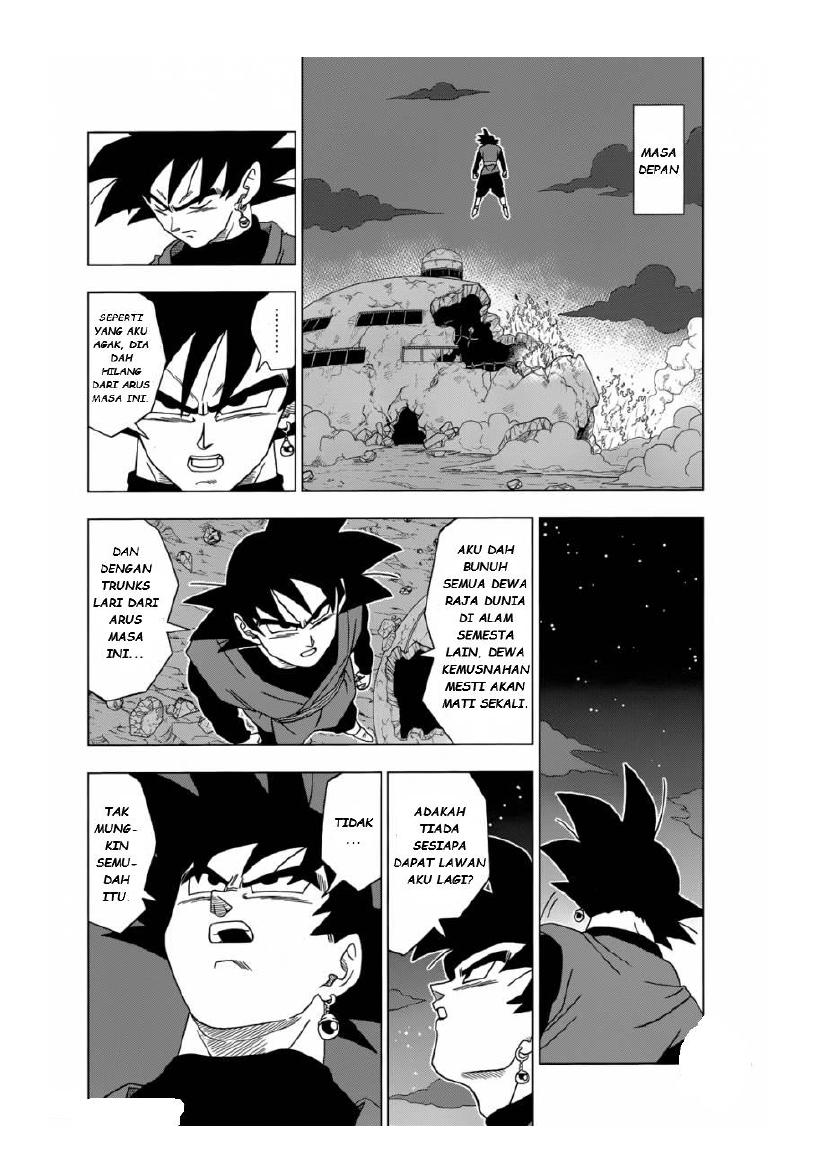 MASA
DEPAN
. . . . .
SEPERTI
YANG AKU
AGAK, DIA
DAH
HILANG
DARI ARUS
MASA INI.
AKU DAH
BUNUH
SEMUA DEWA
RAJA DUNIA
DI ALAM
SEMESTA
LAIN, DEWA
KEMUSNAHAN
MESTI AKAN
MATI SEKALI.
DAN
DENGAN
TRUNKS
LARI DARI
ARUS
MASA
INI...
ADAKAH
TIADA
SESIAPA
DAPAT LAWAN
AKU LAGI?
TIDAK
...
TAK
MUNG-
KIN
SEMU-
DAH
ITU.